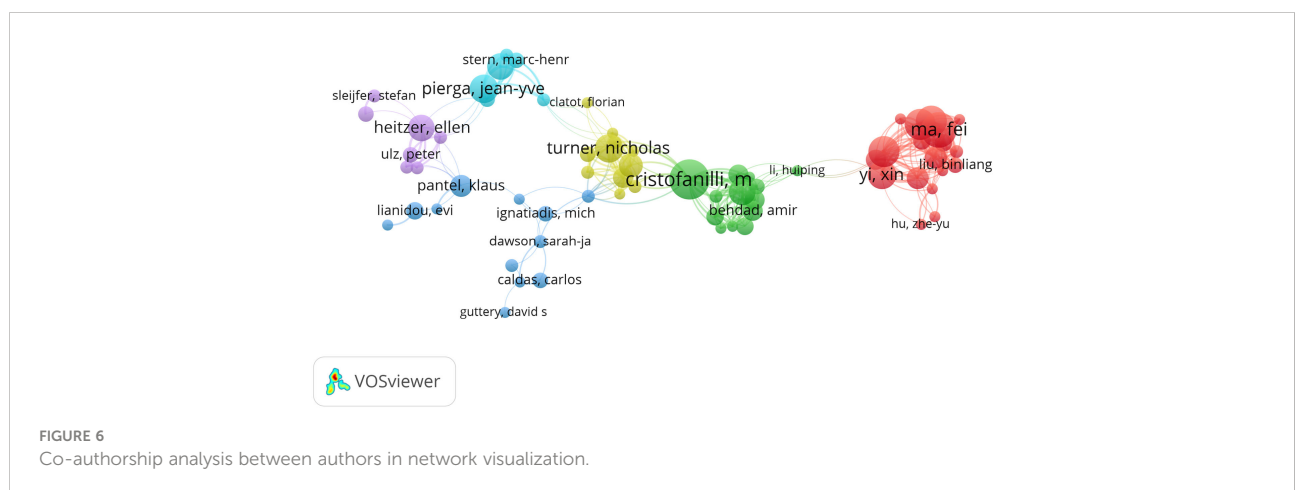 stern, marc-henr
pierga, jean-yve
sleijfer, stefan
clatot, florian
heitzer, ellen
ma, fei
turner, nicholas
ulz, peter
liu, binliang
li, huiping
yi, xin
cristofanilli, m
pantel, klaus
lianidou, evi
ignatiadis, mich
behdad, amir
hu, zhe-yu
dawson, sarah-ja
caldas, carlos
guttery, david s
VOSviewer
FIGURE 6
Co-authorship analysis between authors in network visualization.